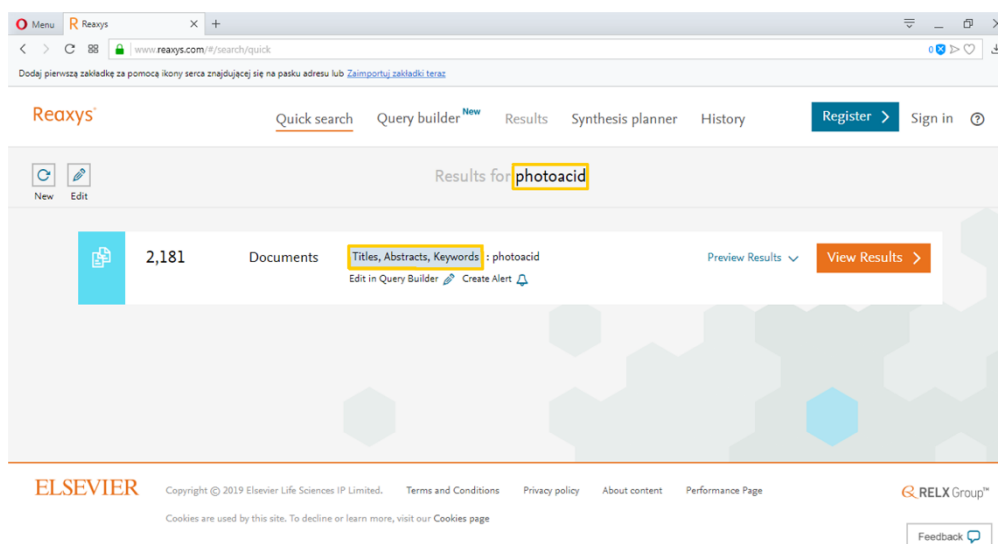 Menu Reaxys
www.reaxys.com/#/search/quick 0
Dodaj pierwszą zakładkę za pomocą ikony serca znajdującej się na pasku adresu lub Zaimportuj zakładki teraz
Reaxys® Quick search Query builder New Results Synthesis planner History Register Sign in ?
Results for photoacid
New Edit
2,181 Documents Titles, Abstracts, Keywords : photoacid Preview Results View Results
Edit in Query Builder Create Alert
ELSEVIER Copyright © 2019 Elsevier Life Sciences IP Limited. Terms and Conditions Privacy policy About content Performance Page RELX Group™
Cookies are used by this site. To decline or learn more, visit our Cookies page
Feedback